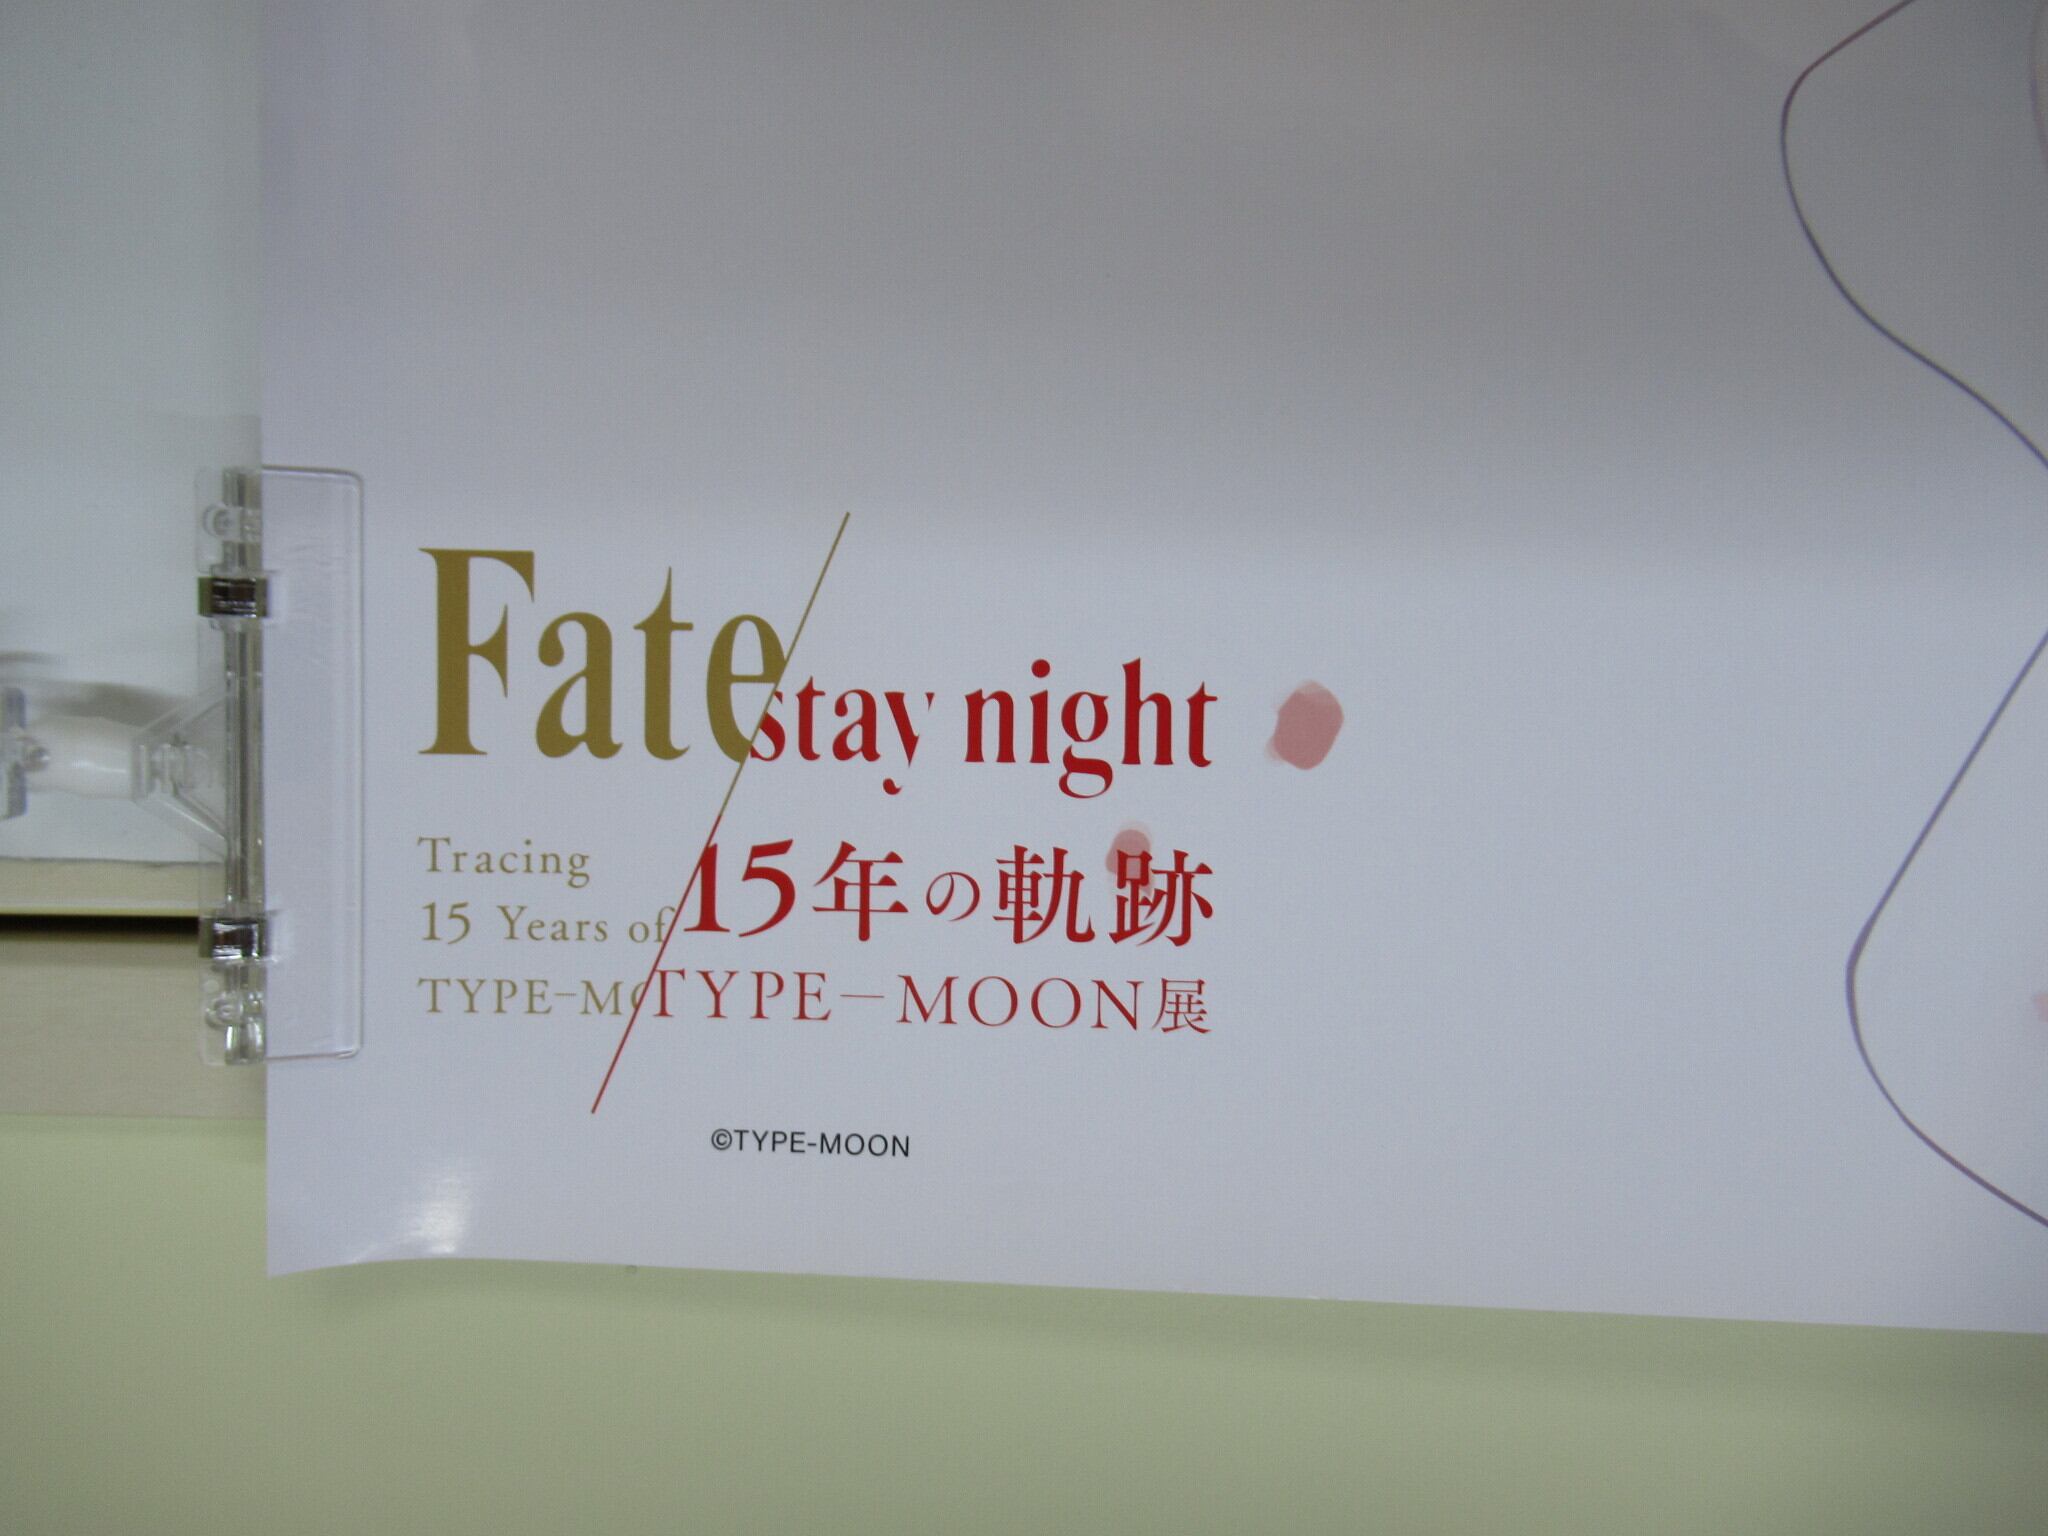 Fate/stay night
Tracing
15 Years of
TYPE-MO
15年の軌跡
TYPE-MOON展
©TYPE-MOON